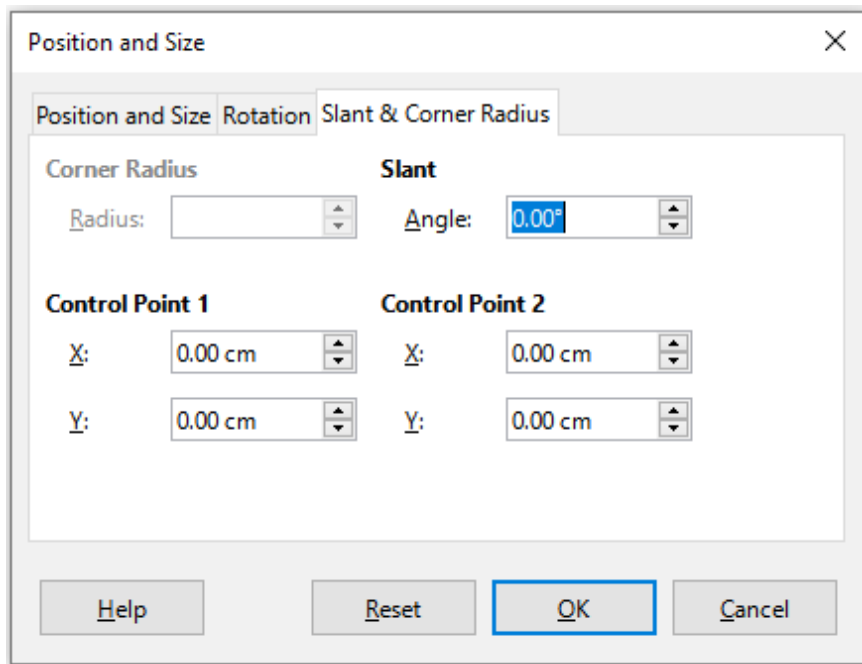 Position and Size
Position and Size Rotation Slant & Corner Radius
Corner Radius Slant
Radius: Angle: 0.00°
Control Point 1 Control Point 2
X: 0.00 cm X: 0.00 cm
Y: 0.00 cm Y: 0.00 cm
Help Reset OK Cancel